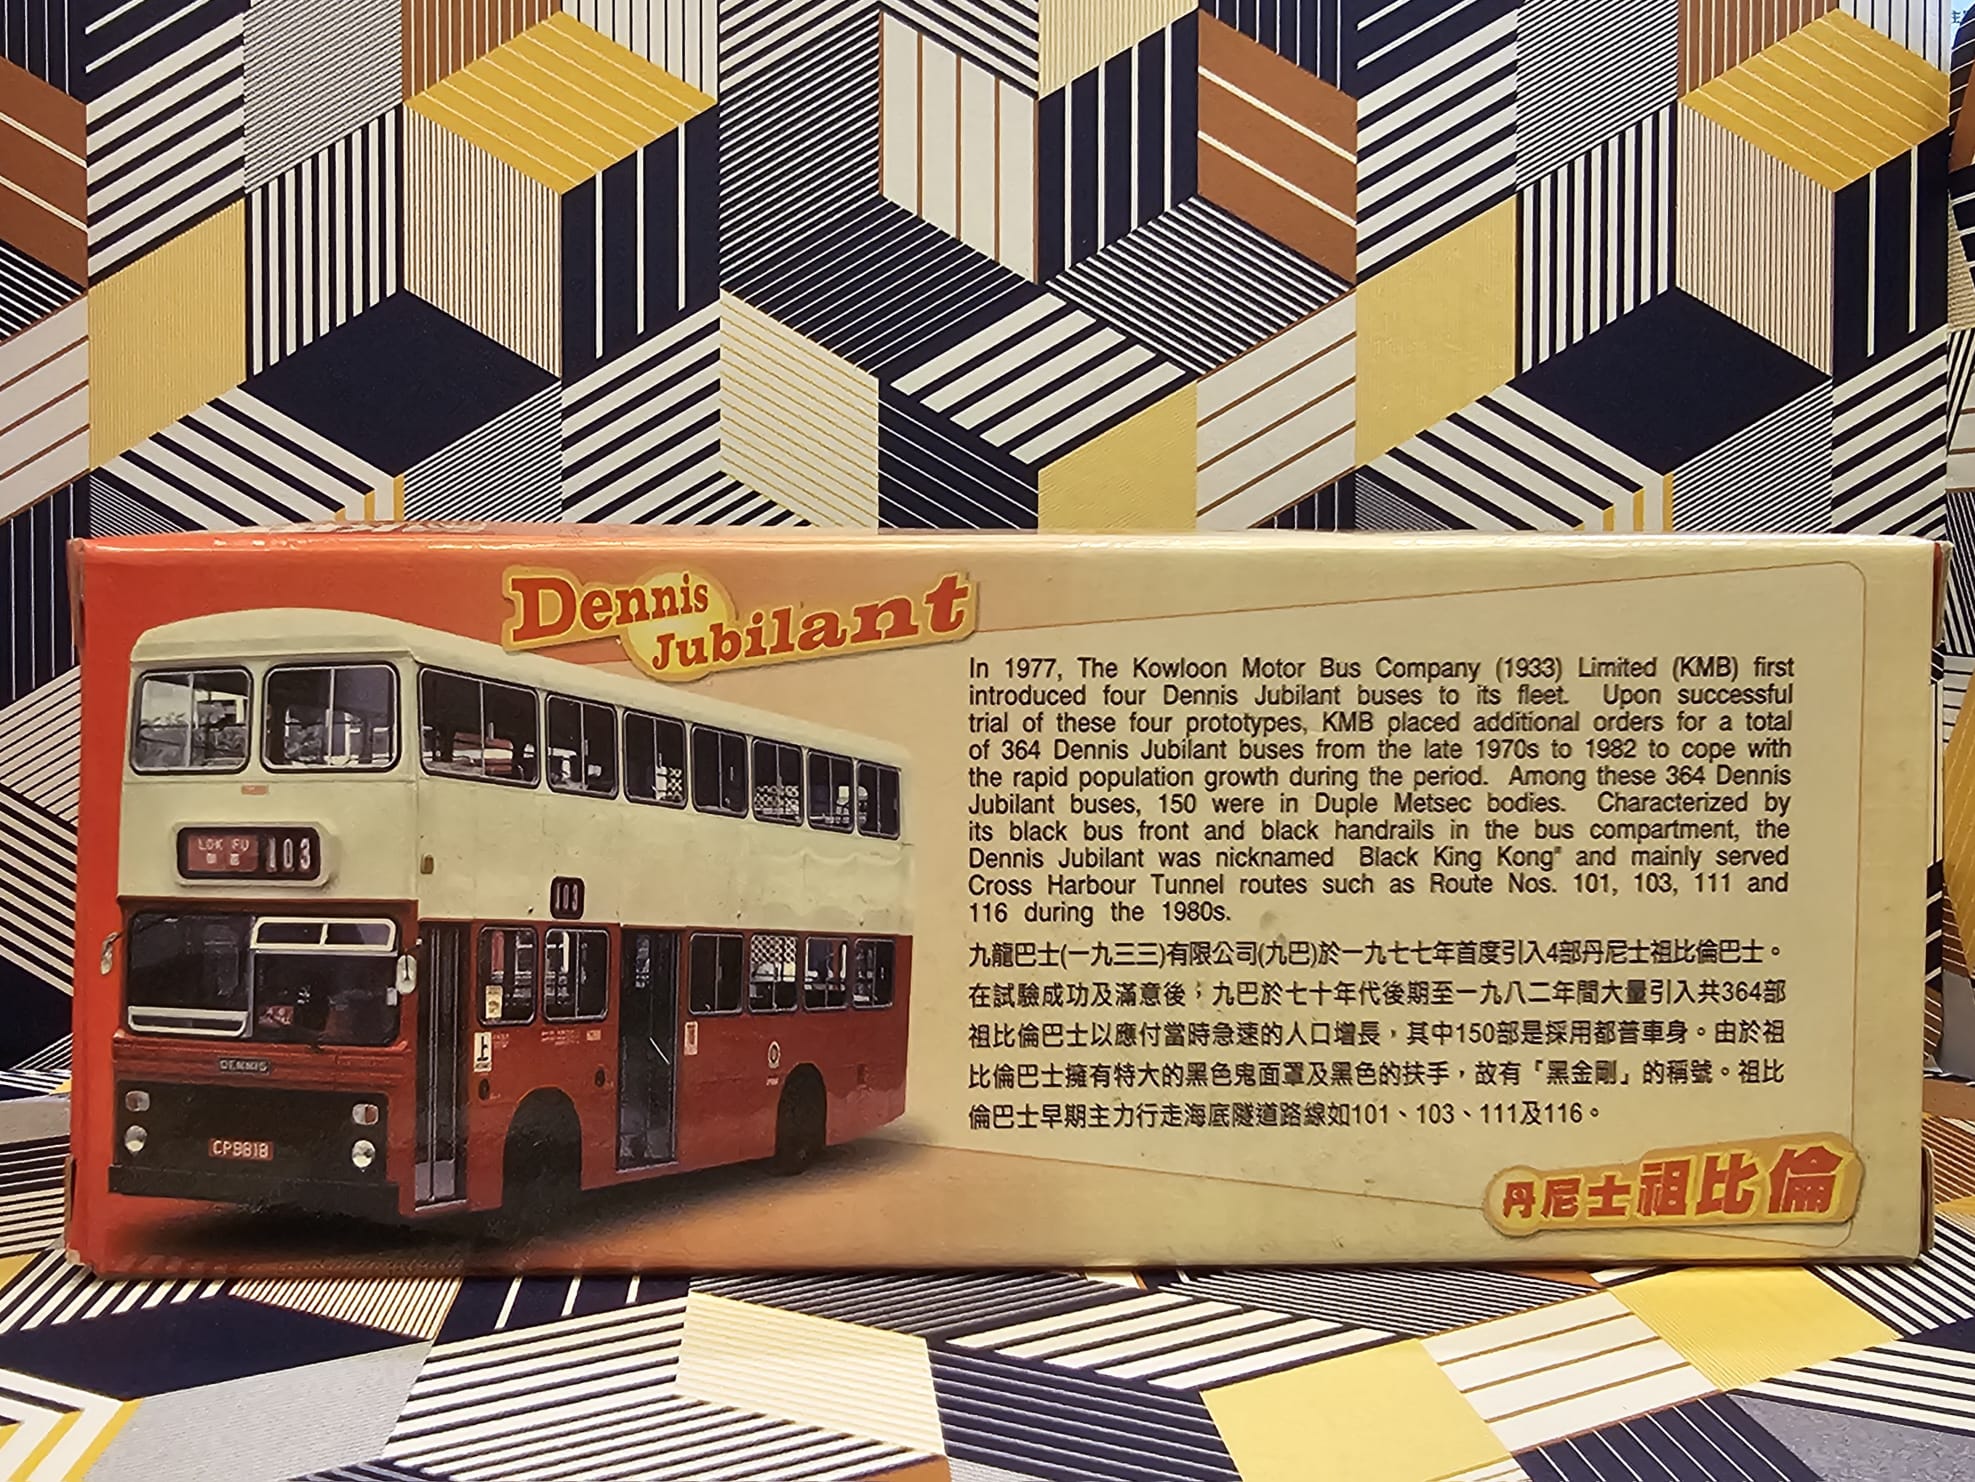 Dennis
Jubilant
In 1977, The Kowloon Motor Bus Company (1933) Limited (KMB) first
introduced four Dennis Jubilant buses to its fleet. Upon successful
trial of these four prototypes, KMB placed additional orders for a total
of 364 Dennis Jubilant buses from the late 1970s to 1982 to cope with
the rapid population growth during the period. Among these 364 Dennis
Jubilant buses, 150 were in Duple Metsec bodies. Characterized by
its black bus front and black handrails in the bus compartment, the
Dennis Jubilant was nicknamed Black King Kong" and mainly served
Cross Harbour Tunnel routes such as Route Nos. 101, 103, 111 and
116 during the 1980s.
九龍巴士(一九三三)有限公司(九巴)於一九七七年首度引入4部丹尼士祖比倫巴士。
在試驗成功及滿意後，九巴於七十年代後期至一九八二年間大量引入共364部
祖比倫巴士以應付當時急速的人口增長，其中150部是採用都普車身。由於祖
比倫巴士擁有特大的黑色鬼面罩及黑色的扶手，故有「黑金剛」的稱號。祖比
倫巴士早期主力行走海底隧道路線如101、103、111及116。
丹尼士祖比倫
LOK FU
103
103
上
DENNIS
CP9818